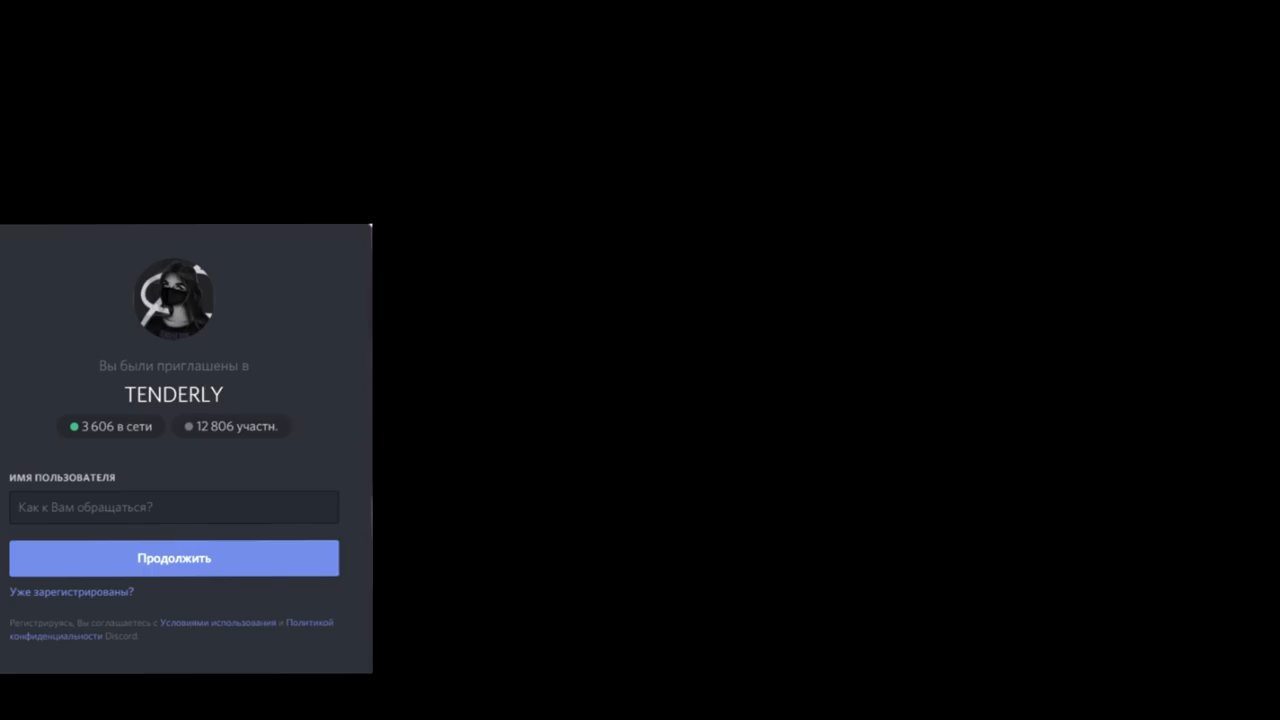 Вы были приглашены в
TENDERLY
3 606 в сети 12 806 участн.
ИМЯ ПОЛЬЗОВАТЕЛЯ
Как к Вам обращаться?
Продолжить
Уже зарегистрированы?
Регистрируясь, Вы соглашаетесь с Условиями использования и Политикой
конфиденциальности Discord